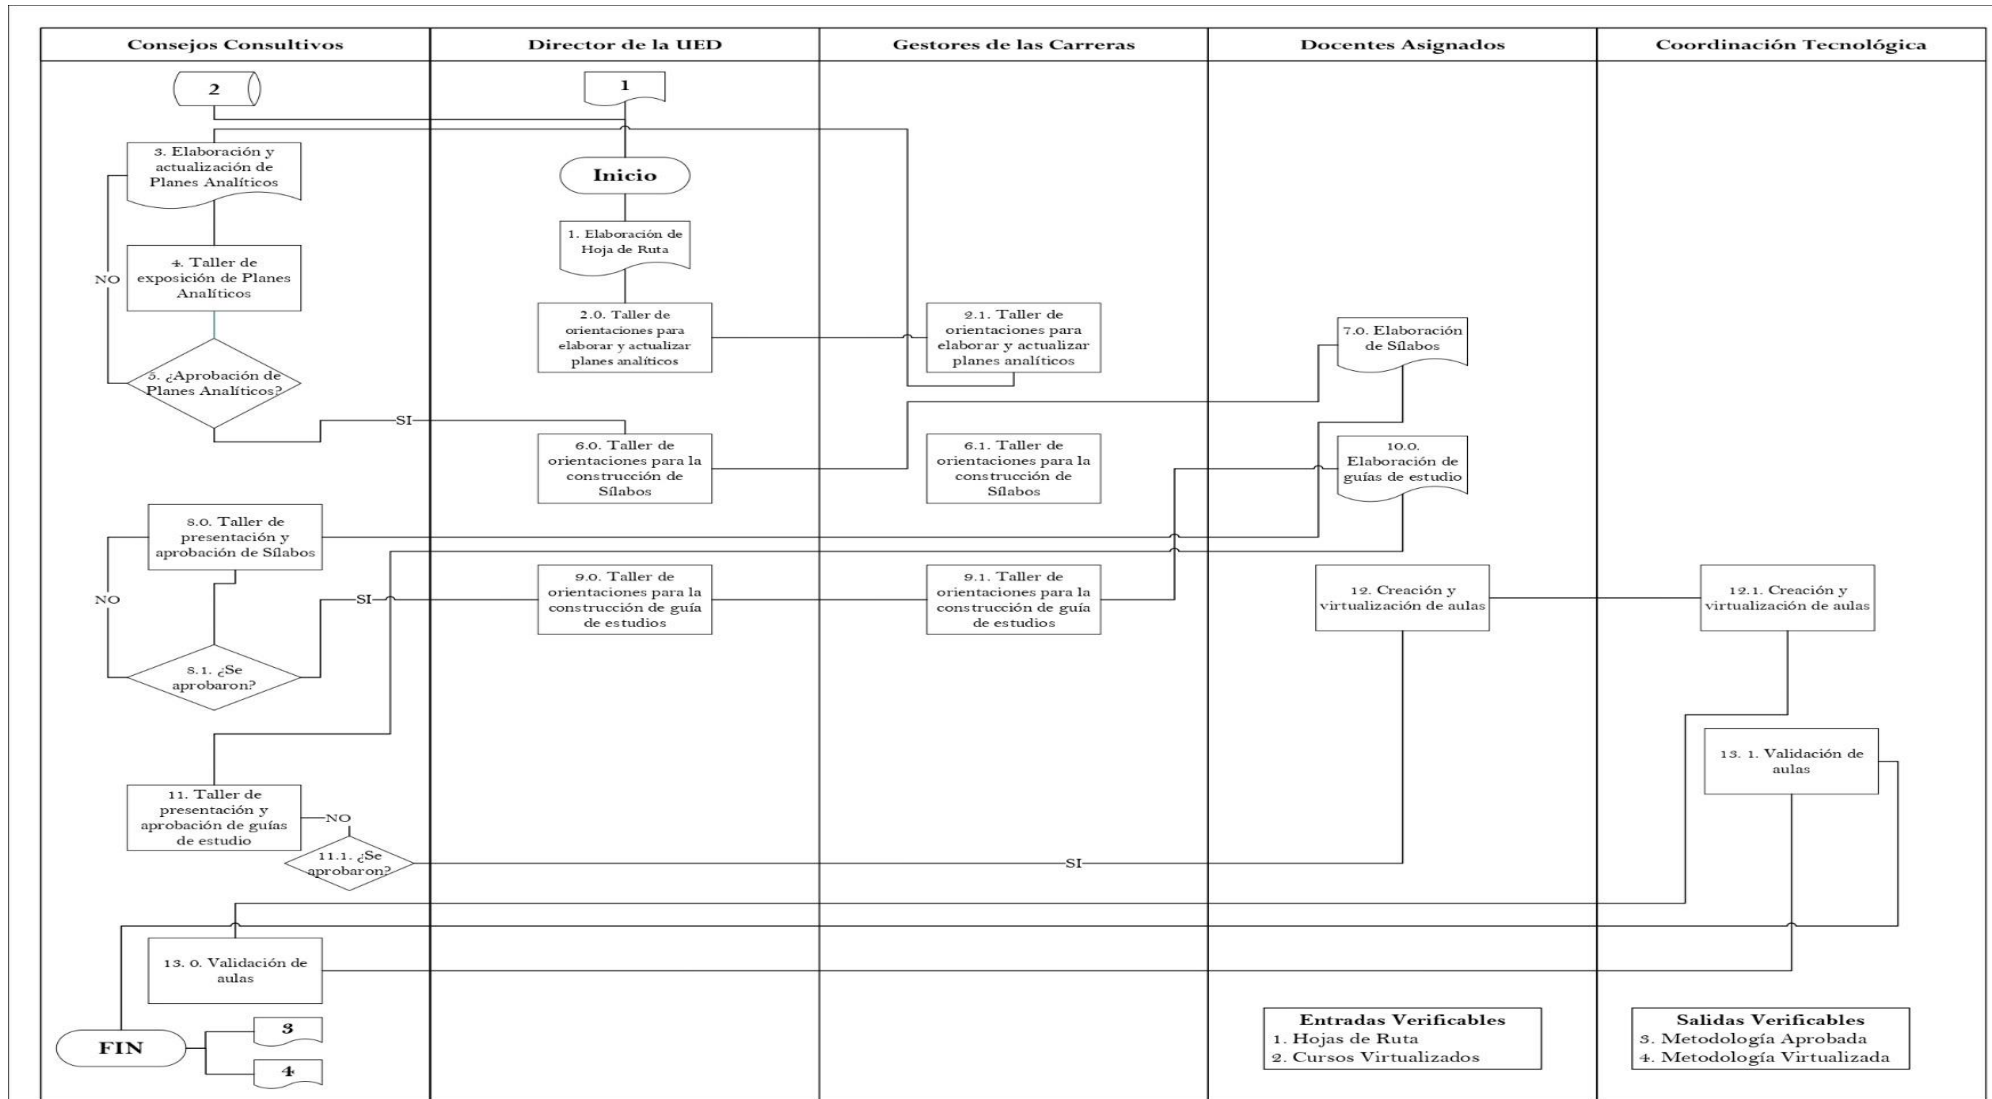 Consejos Consultivos
Director de la UED
Gestores de las Carreras
Docentes Asignados
Coordinación Tecnológica
2
1
3. Elaboración y
actualización de
Planes Analíticos
Inicio
1. Elaboración de
Hoja de Ruta
4. Taller de
exposición de Planes
Analíticos
NO
2.0. Taller de
orientaciones para
elaborar y actualizar
planes analíticos
2.1. Taller de
orientaciones para
elaborar y actualizar
planes analíticos
7.0. Elaboración
de Sílabos
5. ¿Aprobación de
Planes Analíticos?
SI
6.0. Taller de
orientaciones para la
construcción de
Sílabos
6.1. Taller de
orientaciones para la
construcción de
Sílabos
10.0.
Elaboración de
guías de estudio
8.0. Taller de
presentación y
aprobación de Sílabos
NO
SI
9.0. Taller de
orientaciones para la
construcción de guía
de estudios
9.1. Taller de
orientaciones para la
construcción de guía
de estudios
12. Creación y
virtualización de aulas
12.1. Creación y
virtualización de aulas
8.1. ¿Se
aprobaron?
13. 1. Validación de
aulas
11. Taller de
presentación y
aprobación de guías
de estudio
NO
11.1. ¿Se
aprobaron?
SI
13. 0. Validación de
aulas
FIN
3
4
Entradas Verificables
1. Hojas de Ruta
2. Cursos Virtualizados
Salidas Verificables
3. Metodología Aprobada
4. Metodología Virtualizada